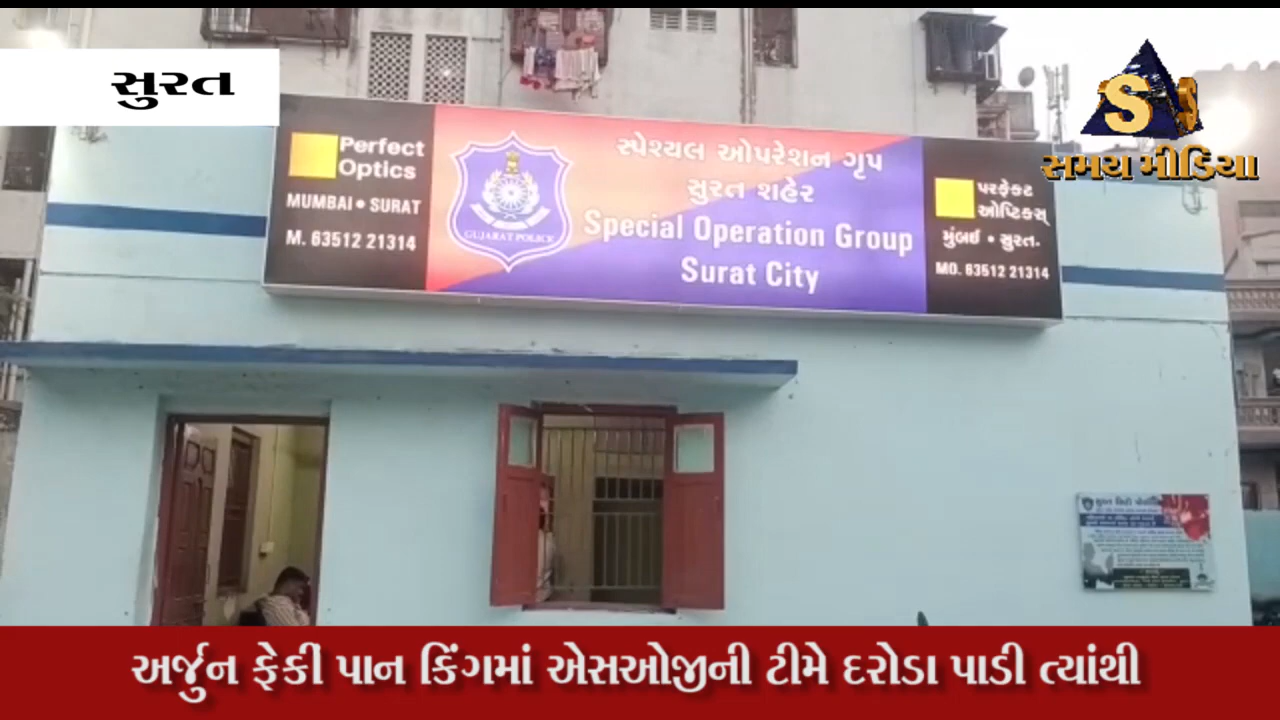 સુરત
S
સમય મીડિયા
Perfect
Optics
MUMBAI • SURAT
M. 63512 21314
GUJARAT POLICE
સ્પેશ્યલ ઓપરેશન ગૃપ
સુરત શહેર
Special Operation Group
Surat City
પરફેકટ
ઓપ્ટિક્સ્
મુંબઈ • સુરત-
MO. 63512 21314
અર્જુન ફેકી પાન કિંગમાં એસઓજીની ટીમે દરોડા પાડી ત્યાંથી